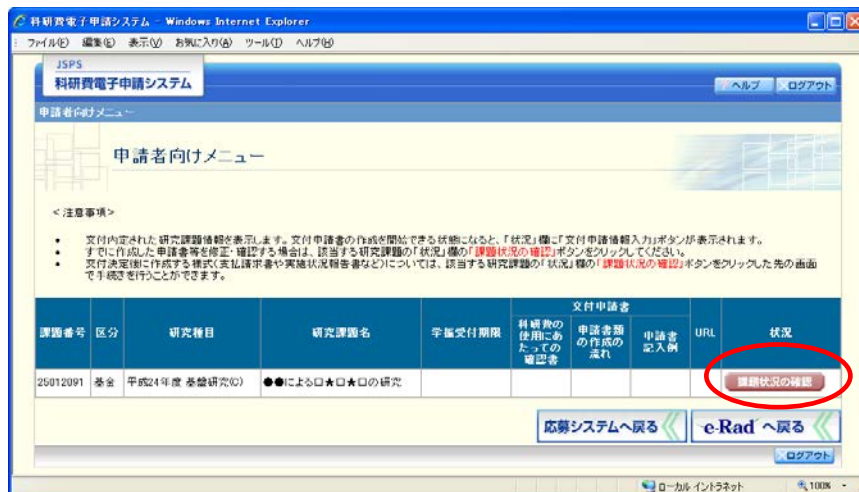 科研費電子申請システム - Windows Internet Explorer
ファイル(F) 編集(E) 表示(V) お気に入り(A) ツール(T) ヘルプ(H)
JSPS
科研費電子申請システム
ヘルプ ログアウト
申請者向けメニュー
申請者向けメニュー
<注意事項>
• 交付内定された研究課題情報を表示します。交付申請書の作成を開始できる状態になると、「状況」欄に「交付申請情報入力」ボタンが表示されます。
• すでに作成した申請書等を修正・確認する場合は、該当する研究課題の「状況」欄の「課題状況の確認」ボタンをクリックしてください。
• 交付決定後に作成する様式(支払請求書や実施状況報告書など)については、該当する研究課題の「状況」欄の「課題状況の確認」ボタンをクリックした先の画面
で手続きを行うことができます。
交付申請書
課題番号 区分 研究種目 研究課題名 学振受付期限 科研費の使用にあたっての確認書 申請書類の作成の流れ 申請書記入例 URL 状況
25012091 基金 平成24年度 基盤研究(C) ●●による□★□★□の研究 課題状況の確認
応募システムへ戻る e-Rad へ戻る
ログアウト
ローカル イントラネット 100%